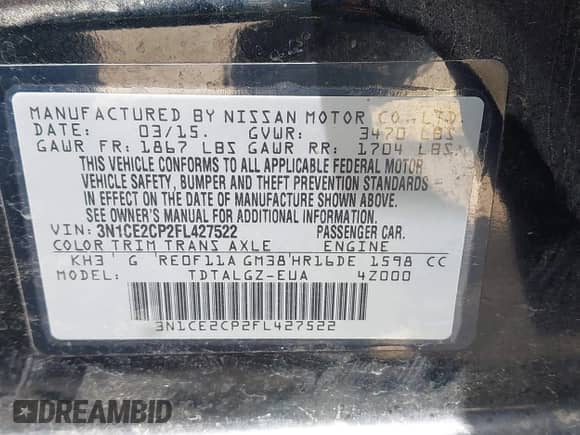 MANUFACTURED BY NISSAN MOTOR CO., LTD.
DATE: 03/15. GVWR: 3470 LBS
GAWR FR: 1867 LBS GAWR RR: 1704 LBS.
THIS VEHICLE CONFORMS TO ALL APPLICABLE FEDERAL MOTOR
VEHICLE SAFETY, BUMPER AND THEFT PREVENTION STANDARDS
IN EFFECT ON THE DATE OF MANUFACTURE SHOWN ABOVE.
SEE OWNER'S MANUAL FOR ADDITIONAL INFORMATION.
VIN: 3N1CE2CP2FL427522 PASSENGER CAR.
COLOR TRIM TRANS AXLE ENGINE
KH3 G RE0F11A GM38 HR16DE 1598 CC
MODEL: TDTALGZ-EUA 4Z000
3N1CE2CP2FL427522
DREAMBID